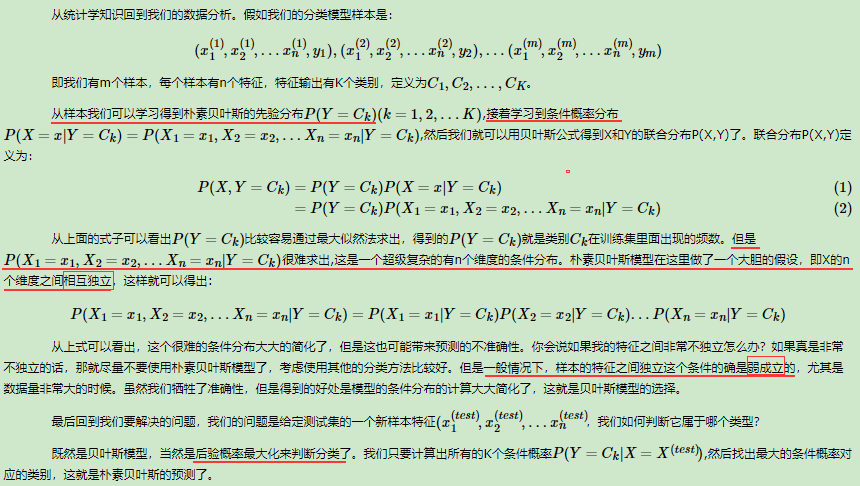 从统计学知识回到我们的数据分析。假如我们的分类模型样本是：
(x_1^{(1)}, x_2^{(1)}, ...x_n^{(1)}, y_1), (x_1^{(2)}, x_2^{(2)}, ...x_n^{(2)}, y_2), ...(x_1^{(m)}, x_2^{(m)}, ...x_n^{(m)}, y_m)
即我们有m个样本，每个样本有n个特征，特征输出有K个类别，定义为C_1, C_2, ..., C_K。
从样本我们可以学习得到朴素贝叶斯的先验分布P(Y = C_k)(k = 1, 2, ...K),接着学习到条件概率分布
P(X = x|Y = C_k) = P(X_1 = x_1, X_2 = x_2, ...X_n = x_n|Y = C_k),然后我们就可以用贝叶斯公式得到X和Y的联合分布P(X,Y)了。联合分布P(X,Y)定
义为：
P(X, Y = C_k) = P(Y = C_k)P(X = x|Y = C_k) (1)
= P(Y = C_k)P(X_1 = x_1, X_2 = x_2, ...X_n = x_n|Y = C_k) (2)
从上面的式子可以看出P(Y = C_k)比较容易通过最大似然法求出，得到的P(Y = C_k)就是类别C_k在训练集里面出现的频数。但是
P(X_1 = x_1, X_2 = x_2, ...X_n = x_n|Y = C_k)很难求出,这是一个超级复杂的有n个维度的条件分布。朴素贝叶斯模型在这里做了一个大胆的假设，即X的n
个维度之间相互独立，这样就可以得出：
P(X_1 = x_1, X_2 = x_2, ...X_n = x_n|Y = C_k) = P(X_1 = x_1|Y = C_k)P(X_2 = x_2|Y = C_k)...P(X_n = x_n|Y = C_k)
从上式可以看出，这个很难的条件分布大大的简化了，但是这也可能带来预测的不准确性。你会说如果我的特征之间非常不独立怎么办？如果真是非常
不独立的话，那就尽量不要使用朴素贝叶斯模型了，考虑使用其他的分类方法比较好。但是一般情况下，样本的特征之间独立这个条件的确是弱成立的，尤其是
数据量非常大的时候。虽然我们牺牲了准确性，但是得到的好处是模型的条件分布的计算大大简化了，这就是贝叶斯模型的选择。
最后回到我们要解决的问题，我们的问题是给定测试集的一个新样本特征(x_1^{(test)}, x_2^{(test)}, ...x_n^{(test)}，我们如何判断它属于哪个类型？
既然是贝叶斯模型，当然是后验概率最大化来判断分类了。我们只要计算出所有的K个条件概率P(Y = C_k|X = X^{(test)}),然后找出最大的条件概率对
应的类别，这就是朴素贝叶斯的预测了。